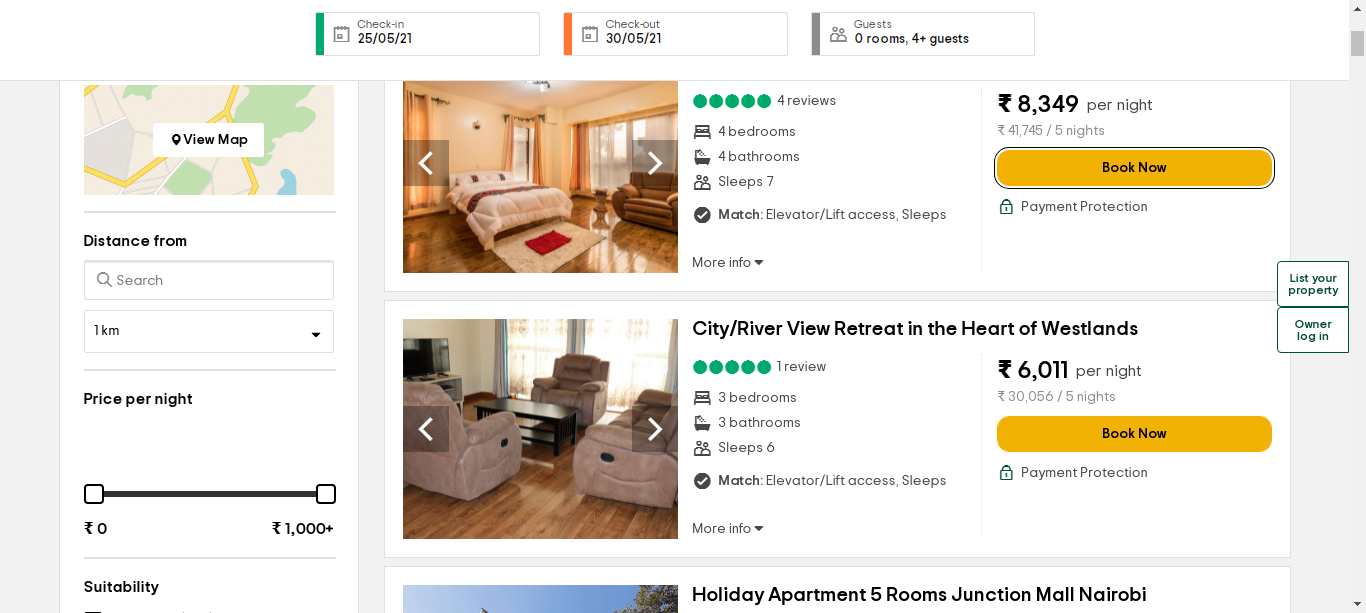 Check-in
25/05/21
Check-out
30/05/21
Guests
0 rooms, 4+ guests
View Map
Distance from
Search
1 km
Price per night
₹ 0
₹ 1,000+
Suitability
4 reviews
4 bedrooms
4 bathrooms
Sleeps 7
Match: Elevator/Lift access, Sleeps
More info
₹ 8,349 per night
₹ 41,745 / 5 nights
Book Now
Payment Protection
City/River View Retreat in the Heart of Westlands
1 review
3 bedrooms
3 bathrooms
Sleeps 6
Match: Elevator/Lift access, Sleeps
More info
₹ 6,011 per night
₹ 30,056 / 5 nights
Book Now
Payment Protection
Holiday Apartment 5 Rooms Junction Mall Nairobi
List your
property
Owner
log in